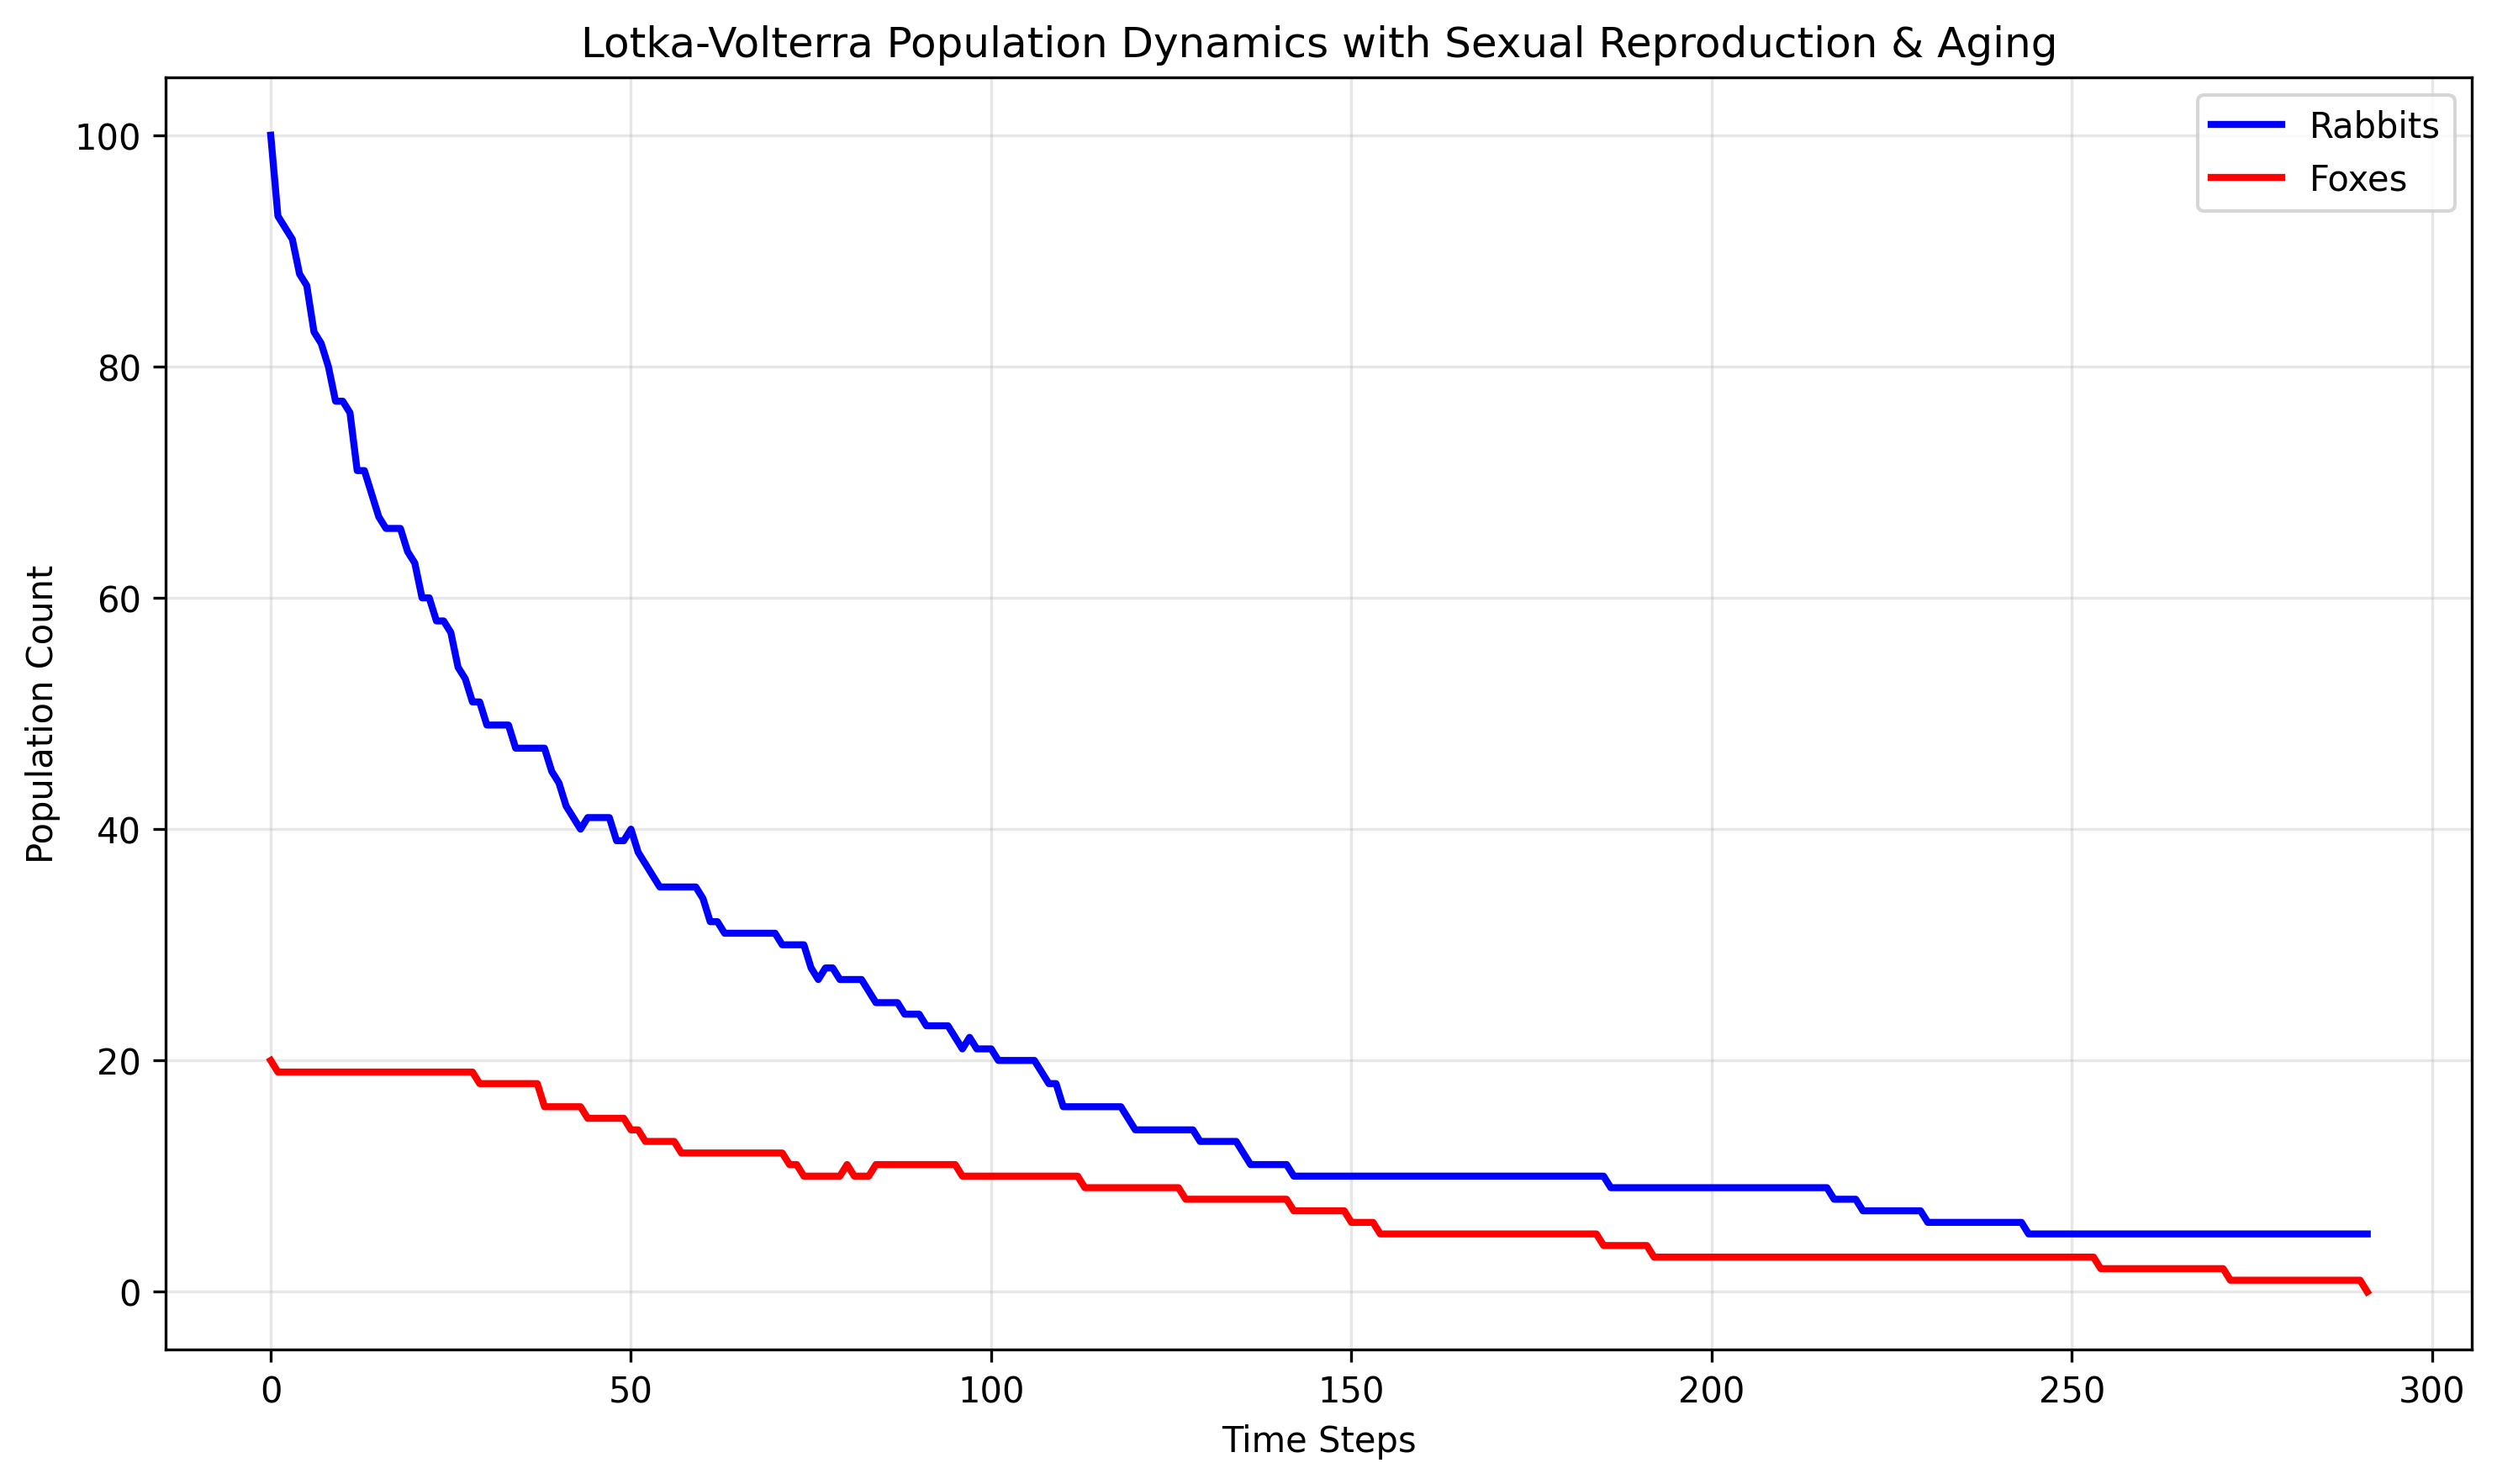 Lotka-Volterra Population Dynamics with Sexual Reproduction & Aging
Rabbits
Foxes
Population Count
100
80
60
40
20
0
0 50 100 150 200 250 300
Time Steps